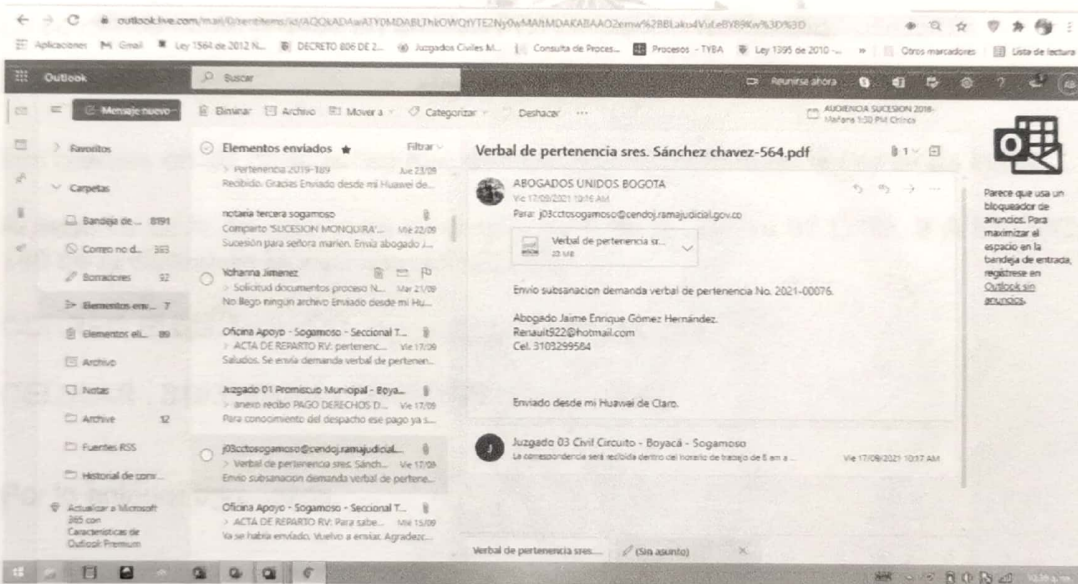 outlook.live.com/mail/0/sentitems/id/
Aplicaciones
Gmail
Ley 1564 de 2012 N...
DECRETO 806 DE 2...
Juzgados Civiles M...
Consulta de Proces...
Procesos - TYBA
Ley 1395 de 2010 -...
»
Otros marcadores
Lista de lectura
Outlook
Buscar
Reunirse ahora
Mensaje nuevo
Eliminar
Archivo
Mover a
Categorizar
Deshacer
...
AUDIENCIA SUCESION 2018-
Mañana 1:30 PM Chinca
Favoritos
Carpetas
Bandeja de ... 8191
Correo no d... 393
Borradores 92
Elementos env... 7
Elementos eli... 89
Archivo
Notas
Archive 12
Fuentes RSS
Historial de conv...
Actualizar a Microsoft
365 con
Características de
Outlook Premium
Elementos enviados ★
Filtrar
> Pertenencia 2019-189 Jue 23/09
Recibido. Gracias Enviado desde mi Huawei de...
notaria tercera sogamoso
Comparto 'SUCESION MONIQUIRA'... Mié 22/09
Sucesión para señora marien. Envía abogado J...
Yohanna Jimenez
> Solicitud documentos proceso N... Mar 21/09
No llego ningun archivo Enviado desde mi Hu...
Oficina Apoyo - Sogamoso - Seccional T...
> ACTA DE REPARTO RV: pertenenc... Vie 17/09
Saludos. Se envía demanda verbal de pertenen...
Juzgado 01 Promiscuo Municipal - Boya...
> anexo recibo PAGO DERECHOS D... Vie 17/09
Para conocimiento del despacho ese pago ya s...
j03cctosogamoso@cendoj.ramajudicial...
> Verbal de pertenencia sres. Sánch... Vie 17/09
Envio subsanacion demanda verbal de pertene...
Oficina Apoyo - Sogamoso - Seccional T...
> ACTA DE REPARTO RV: Para sabe... Mié 15/09
Ya se había enviado. Vuelvo a enviar. Agradezc...
Verbal de pertenencia sres. Sánchez chavez-564.pdf
1
ABOGADOS UNIDOS BOGOTA
Vie 17/09/2021 10:16 AM
Para: j03cctosogamoso@cendoj.ramajudicial.gov.co
Verbal de pertenencia sr...
20 MB
Envio subsanacion demanda verbal de pertenencia No. 2021-00076.
Abogado Jaime Enrique Gómez Hernández.
Renault922@hotmail.com
Cel. 3103299564
Enviado desde mi Huawei de Claro.
J
Juzgado 03 Civil Circuito - Boyacá - Sogamoso
La correspondencia será recibida dentro del horario de trabajo de 8 am a ...
Vie 17/09/2021 10:17 AM
Verbal de pertenencia sres....
(Sin asunto)
Parece que usa un
bloqueador de
anuncios. Para
maximizar el
espacio en la
bandeja de entrada,
regístrese en
Outlook sin
anuncios.